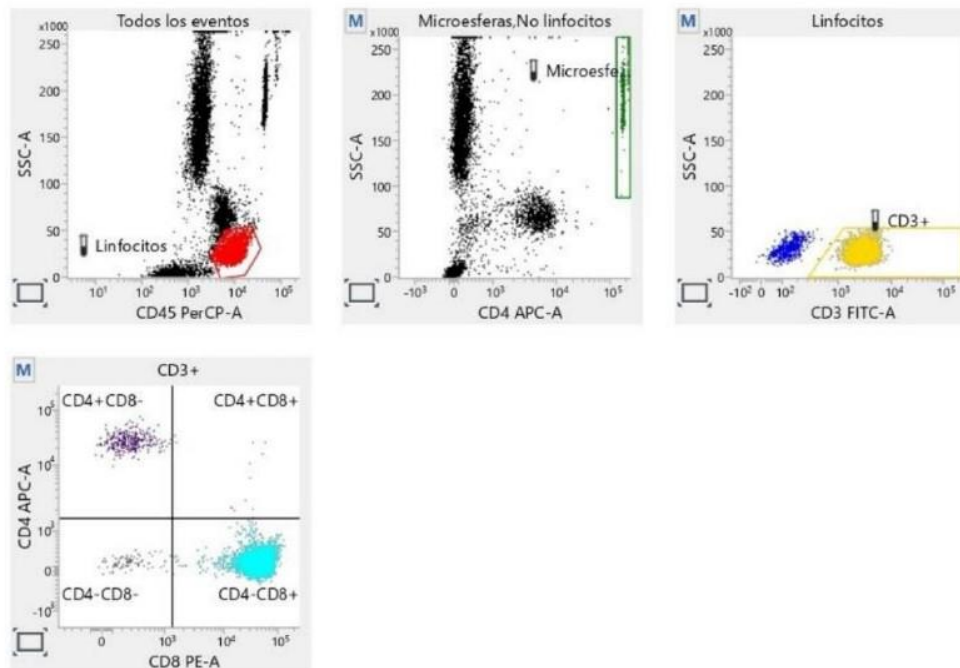 M
Todos los eventos
x1000
250
200
150
100
50
0
SSC-A
Linfocitos
10¹ 10² 10³ 10⁴ 10⁵
CD45 PerCP-A
M
Microesferas,No linfocitos
x1000
250
200
150
100
50
0
SSC-A
Microesfe
-10³ 0 10³ 10⁴ 10⁵
CD4 APC-A
M
Linfocitos
x1000
250
200
150
100
50
0
SSC-A
CD3+
-10² 0 10² 10³ 10⁴ 10⁵
CD3 FITC-A
M
CD3+
CD4+CD8-
CD4+CD8+
10⁵
10⁴
10³
0
-10³
CD4 APC-A
CD4-CD8-
CD4-CD8+
0 10³ 10⁴ 10⁵
CD8 PE-A